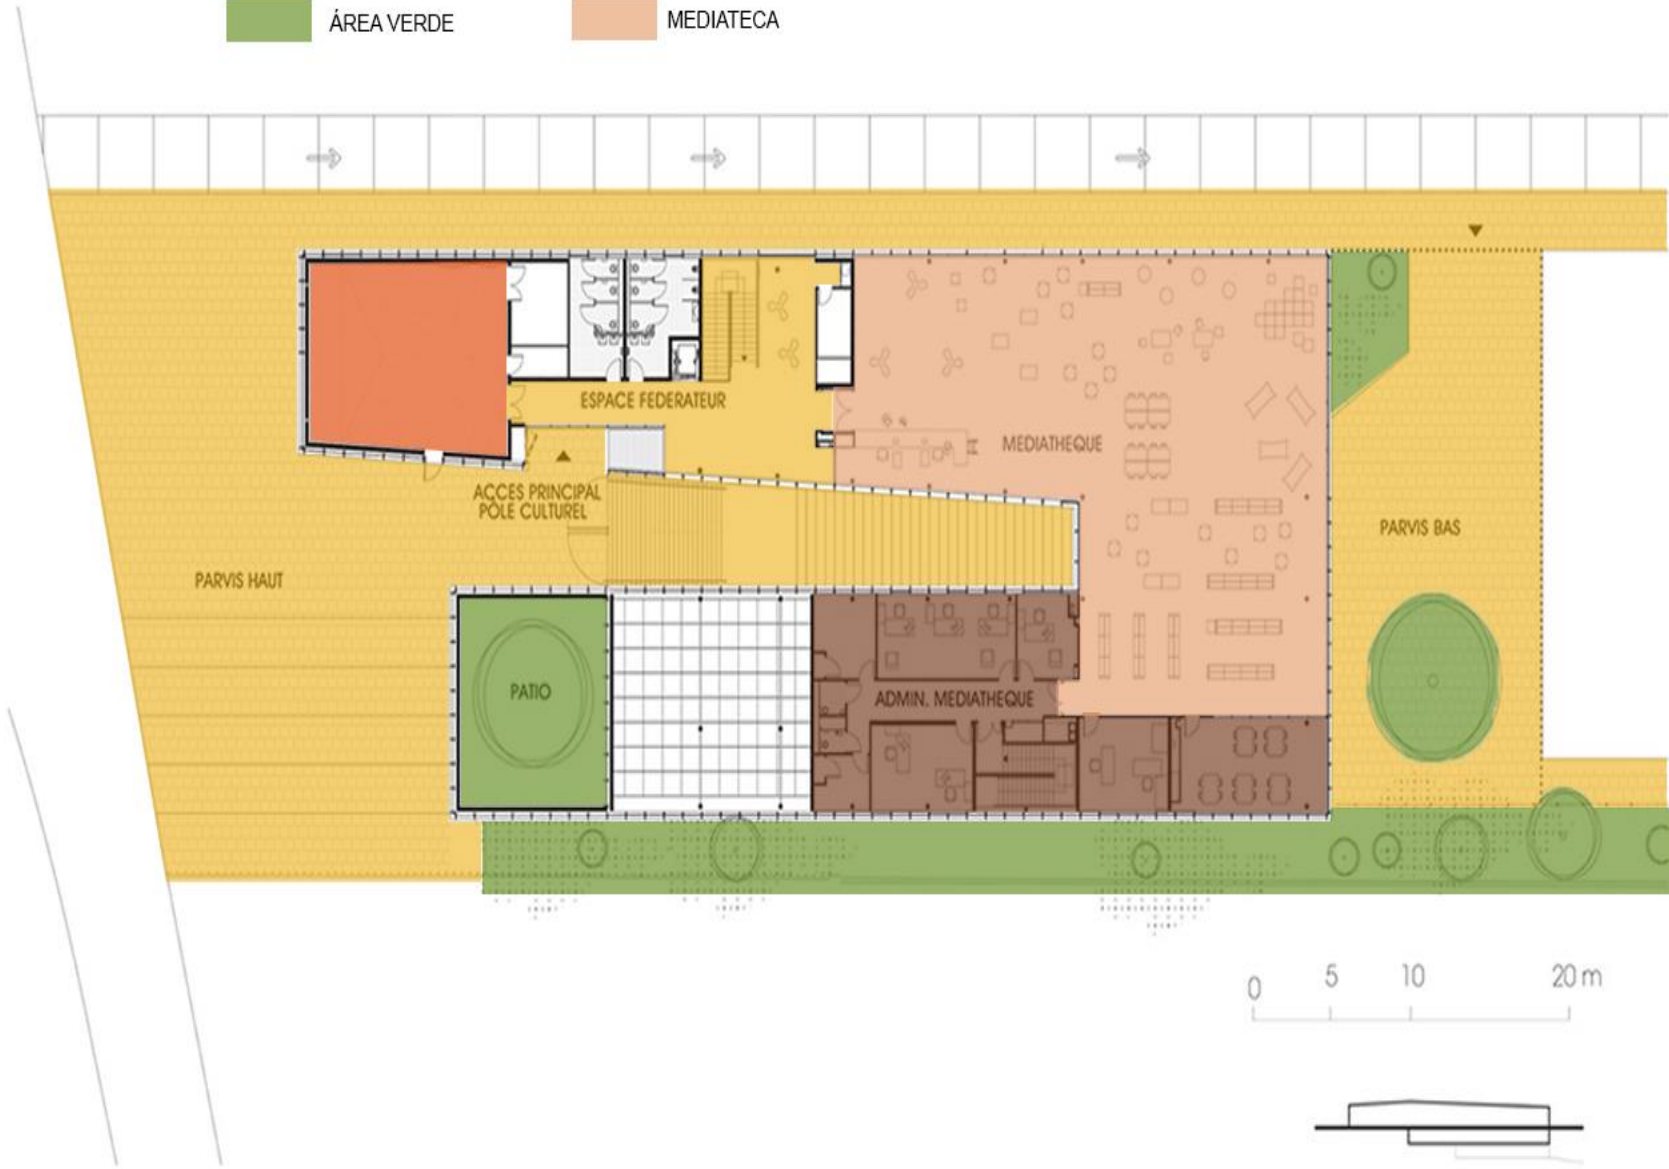 ÁREA VERDE
MEDIATECA
ESPACE FEDERATEUR
MEDIATHEQUE
ACCES PRINCIPAL
PÔLE CULTUREL
PARVIS BAS
PARVIS HAUT
PATIO
ADMIN. MEDIATHEQUE
0 5 10 20 m